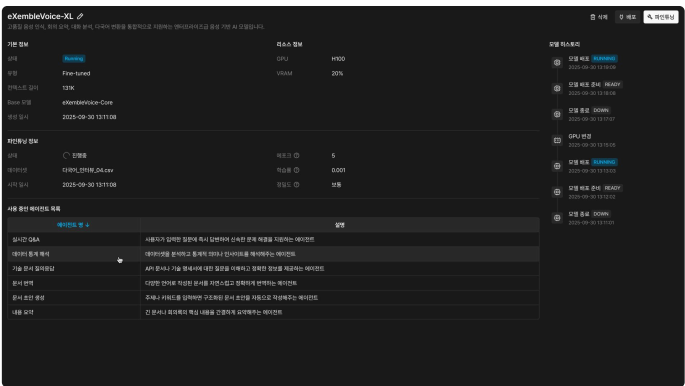 eXembleVoice-XL
삭제
배포
파인튜닝
고품질 음성 인식, 회의 요약, 대화 분석, 다국어 변환을 통합적으로 지원하는 엔터프라이즈급 음성 기반 AI 모델입니다.
기본 정보
상태 Running
유형 Fine-tuned
컨텍스트 길이 131K
Base 모델 eXembleVoice-Core
생성 일시 2025-09-30 13:11:08
리소스 정보
GPU H100
VRAM 20%
파인튜닝 정보
상태 진행중
데이터셋 다국어_인터뷰_04.csv
시작 일시 2025-09-30 13:11:08
에포크 5
학습률 0.001
정밀도 보통
사용 중인 에이전트 목록
에이전트 명 ↓ 설명
실시간 Q&A 사용자가 입력한 질문에 즉시 답변하여 신속한 문제 해결을 지원하는 에이전트
데이터 통계 해석 데이터셋을 분석하고 통계적 의미나 인사이트를 해석해주는 에이전트
기술 문서 질의응답 API 문서나 기술 명세서에 대한 질문을 이해하고 정확한 정보를 제공하는 에이전트
문서 번역 다양한 언어로 작성된 문서를 자연스럽고 정확하게 번역하는 에이전트
문서 초안 생성 주제나 키워드를 입력하면 구조화된 문서 초안을 자동으로 작성해주는 에이전트
내용 요약 긴 문서나 회의록의 핵심 내용을 간결하게 요약해주는 에이전트
모델 히스토리
모델 배포 RUNNING
2025-09-30 13:19:09
모델 배포 준비 READY
2025-09-30 13:18:08
모델 종료 DOWN
2025-09-30 13:17:07
GPU 변경
2025-09-30 13:15:06
모델 배포 RUNNING
2025-09-30 13:13:03
모델 배포 준비 READY
2025-09-30 13:12:02
모델 종료 DOWN
2025-09-30 13:11:01